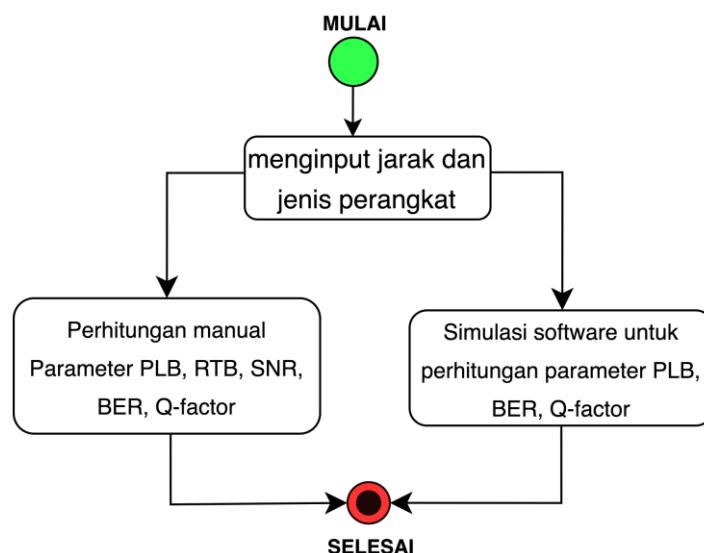 MULAI
menginput jarak dan
jenis perangkat
Perhitungan manual
Parameter PLB, RTB, SNR,
BER, Q-factor
Simulasi software untuk
perhitungan parameter PLB,
BER, Q-factor
SELESAI